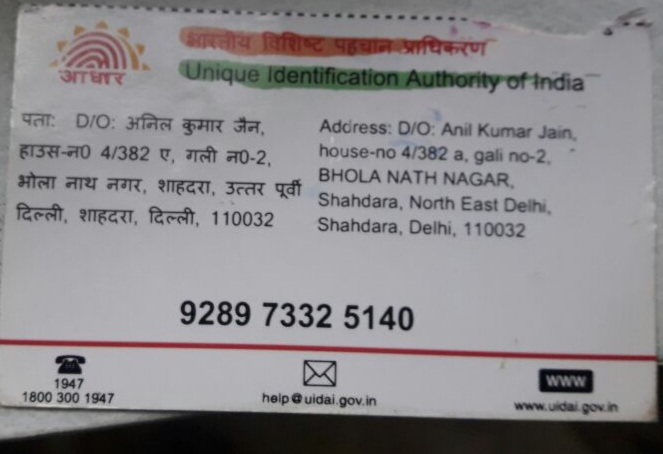 आधार
भारतीय विशिष्ट पहचान प्राधिकरण
Unique Identification Authority of India
पता: D/O: अनिल कुमार जैन,
हाउस-न0 4/382 ए, गली न0-2,
भोला नाथ नगर, शाहदरा, उत्तर पूर्वी
दिल्ली, शाहदरा, दिल्ली, 110032
Address: D/O: Anil Kumar Jain,
house-no 4/382 a, gali no-2,
BHOLA NATH NAGAR,
Shahdara, North East Delhi,
Shahdara, Delhi, 110032
9289 7332 5140
1947
1800 300 1947
help@uidai.gov.in
WWW
www.uidai.gov.in